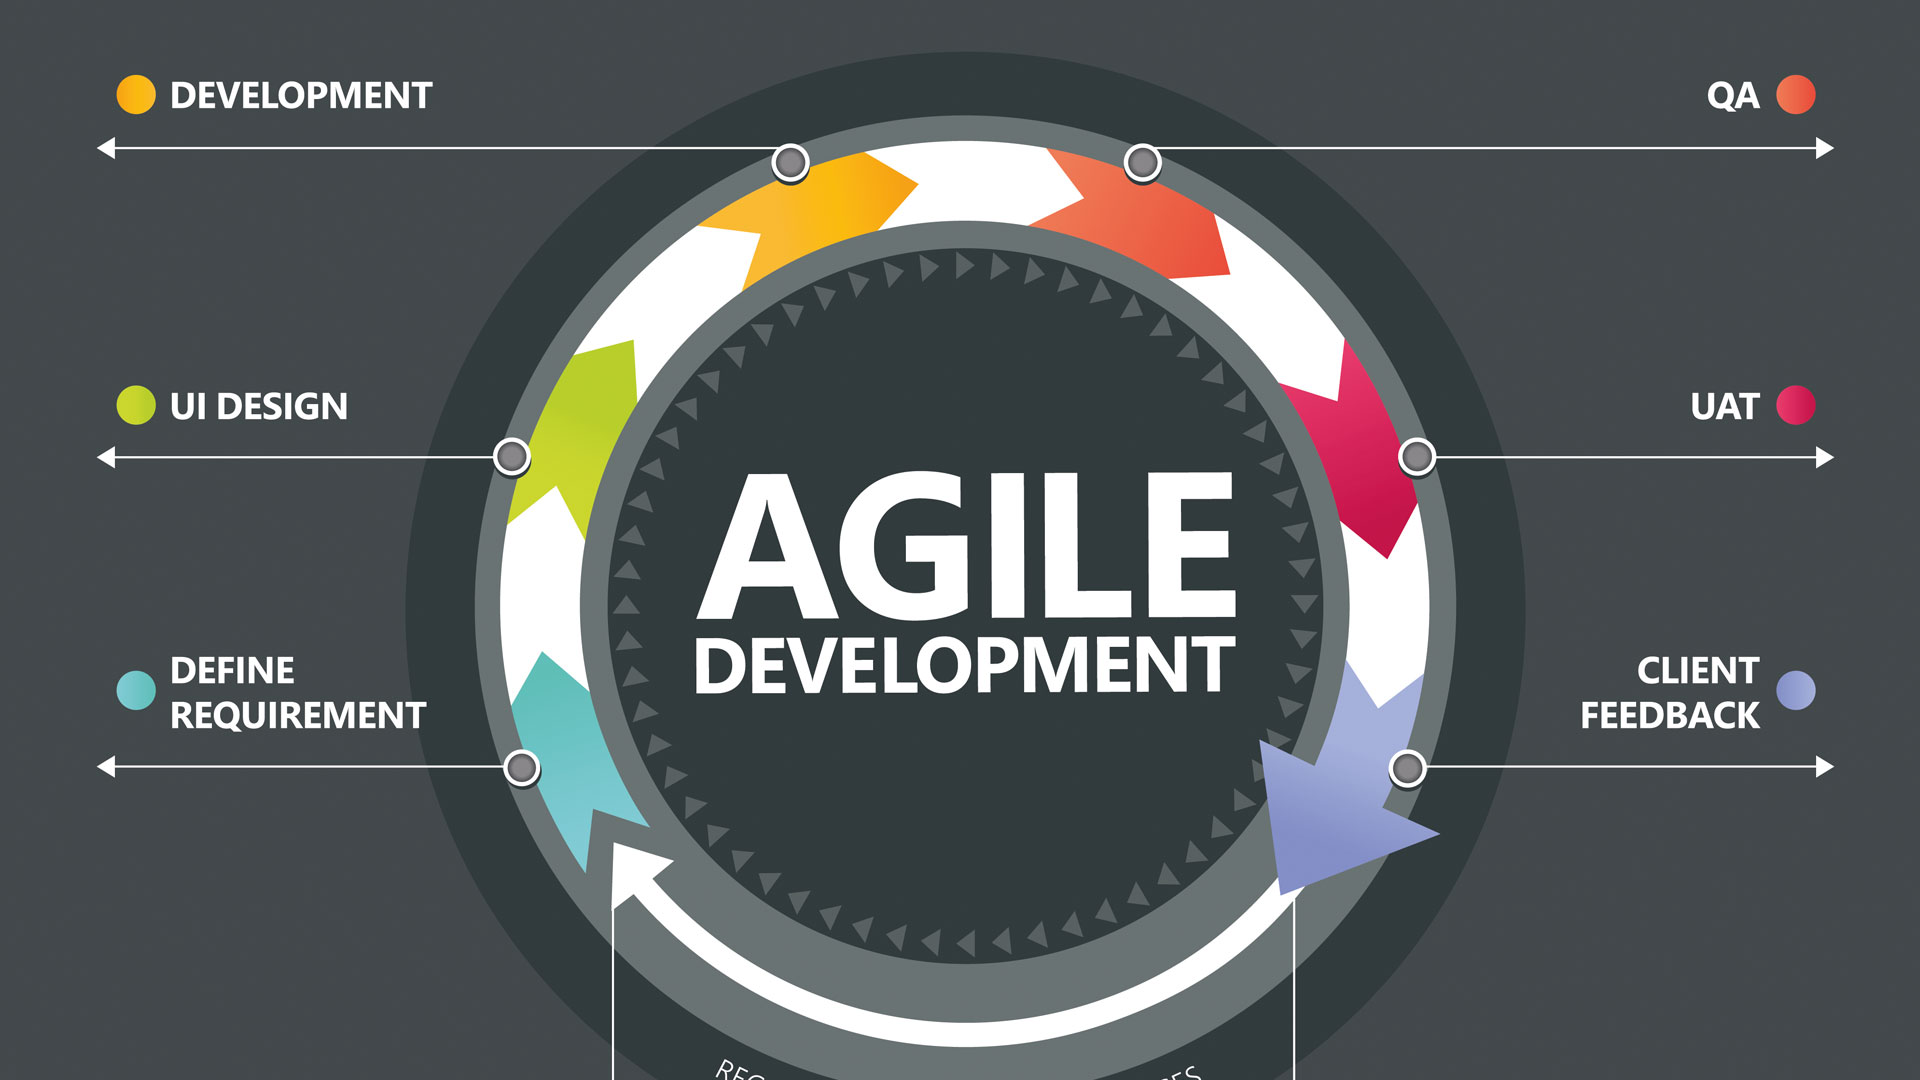 DEVELOPMENT
UI DESIGN
DEFINE
REQUIREMENT
AGILE
DEVELOPMENT
QA
UAT
CLIENT
FEEDBACK